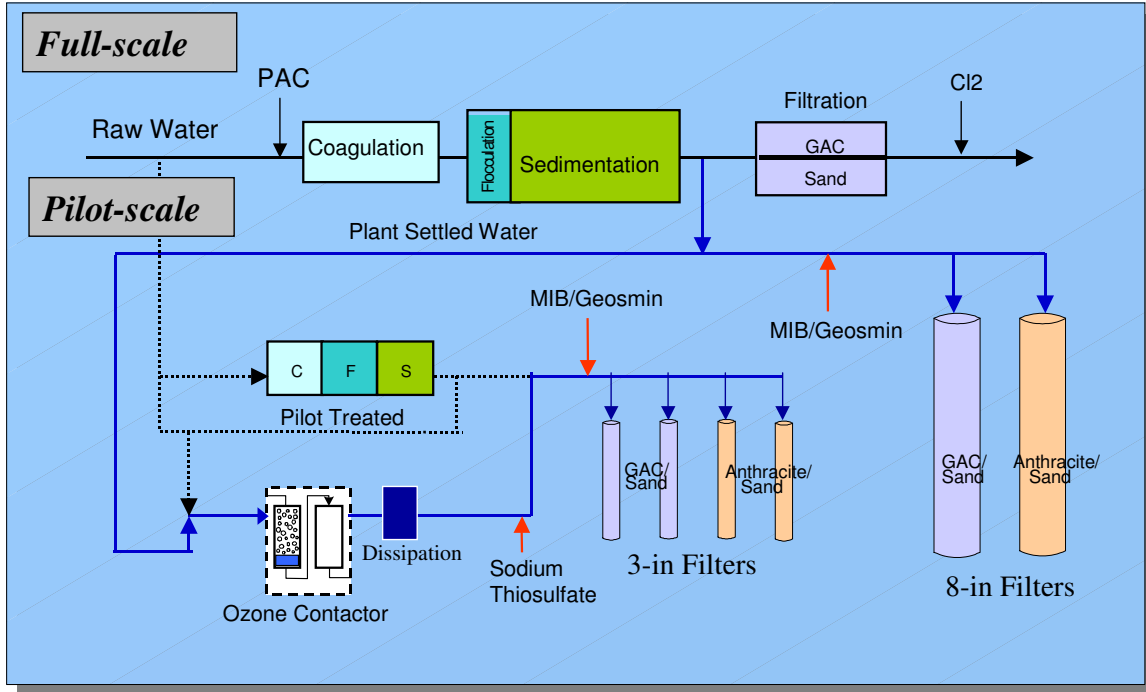 Full-scale
PAC
Cl2
Filtration
Raw Water
Coagulation
Flocculation
Sedimentation
GAC
Sand
Pilot-scale
Plant Settled Water
MIB/Geosmin
MIB/Geosmin
C
F
S
Pilot Treated
GAC/
Sand
Anthracite/
Sand
GAC/
Sand
Anthracite/
Sand
Dissipation
3-in Filters
Sodium
Thiosulfate
8-in Filters
Ozone Contactor